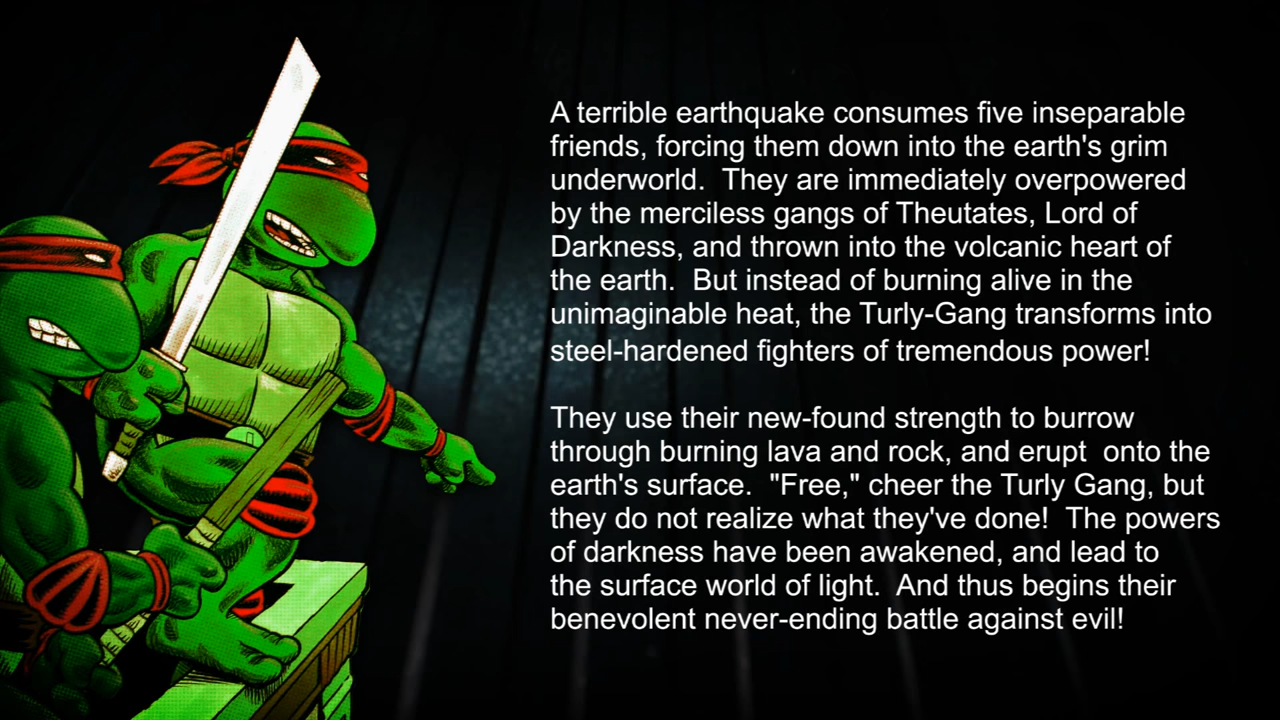 A terrible earthquake consumes five inseparable
friends, forcing them down into the earth's grim
underworld.  They are immediately overpowered
by the merciless gangs of Theutates, Lord of
Darkness, and thrown into the volcanic heart of
the earth.  But instead of burning alive in the
unimaginable heat, the Turly-Gang transforms into
steel-hardened fighters of tremendous power!
They use their new-found strength to burrow
through burning lava and rock, and erupt  onto the
earth's surface.  "Free," cheer the Turly Gang, but
they do not realize what they've done!  The powers
of darkness have been awakened, and lead to
the surface world of light.  And thus begins their
benevolent never-ending battle against evil!